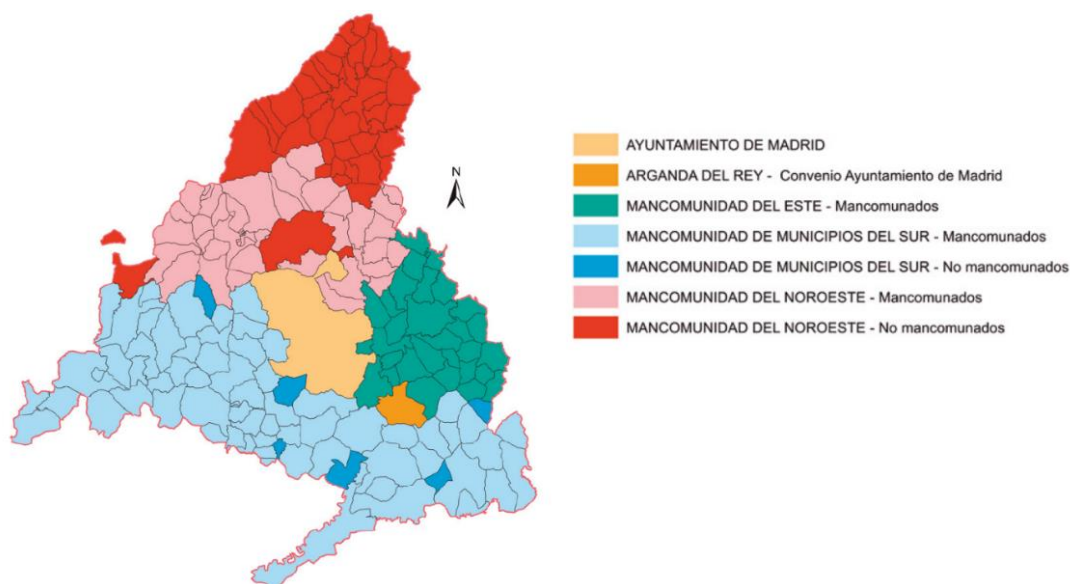 N
AYUNTAMIENTO DE MADRID
ARGANDA DEL REY - Convenio Ayuntamiento de Madrid
MANCOMUNIDAD DEL ESTE - Mancomunados
MANCOMUNIDAD DE MUNICIPIOS DEL SUR - Mancomunados
MANCOMUNIDAD DE MUNICIPIOS DEL SUR - No mancomunados
MANCOMUNIDAD DEL NOROESTE - Mancomunados
MANCOMUNIDAD DEL NOROESTE - No mancomunados